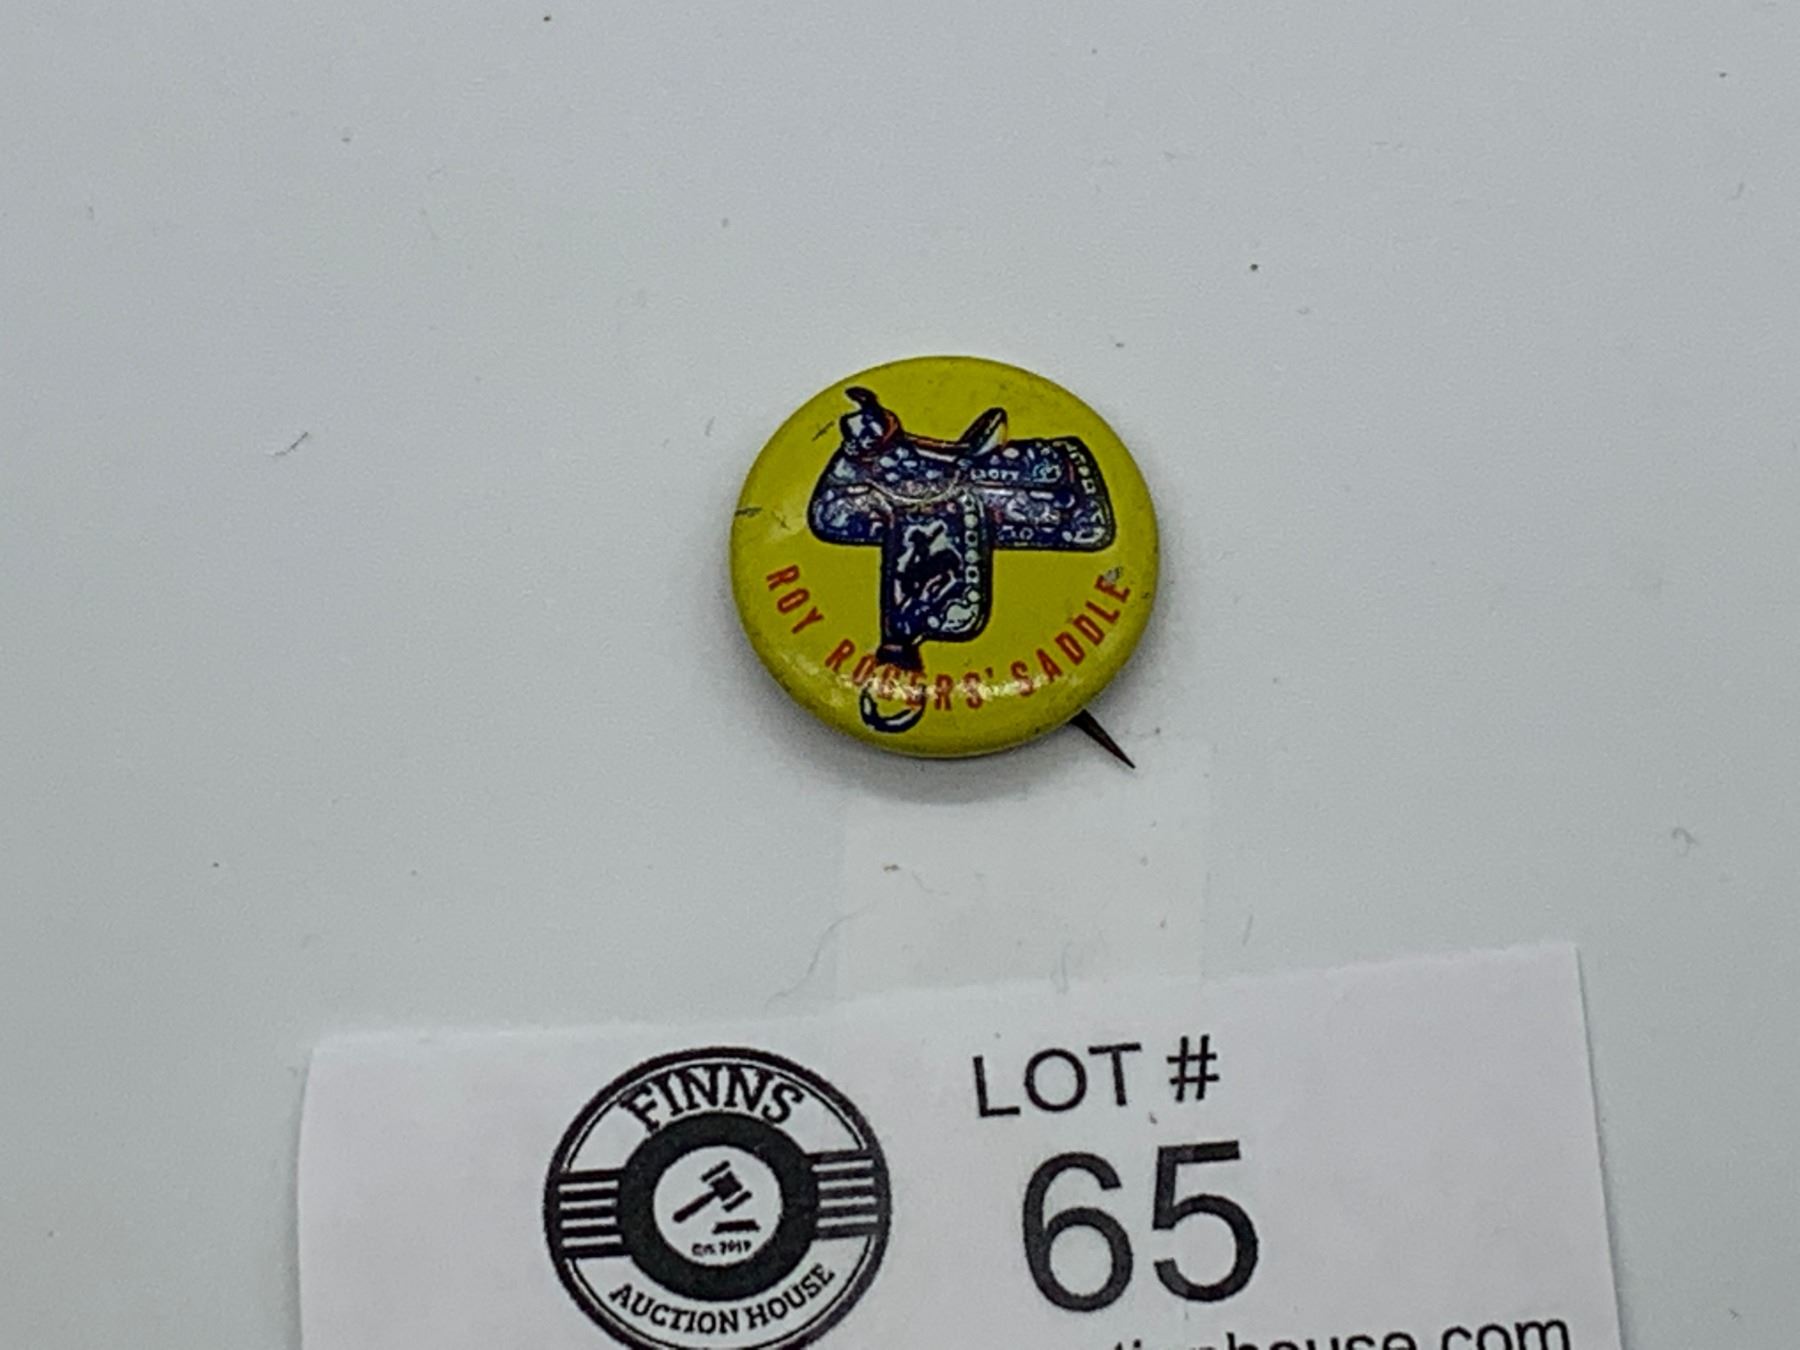 ROY ROGERS' SADDLE
FINNS
AUCTION HOUSE
LOT #
65